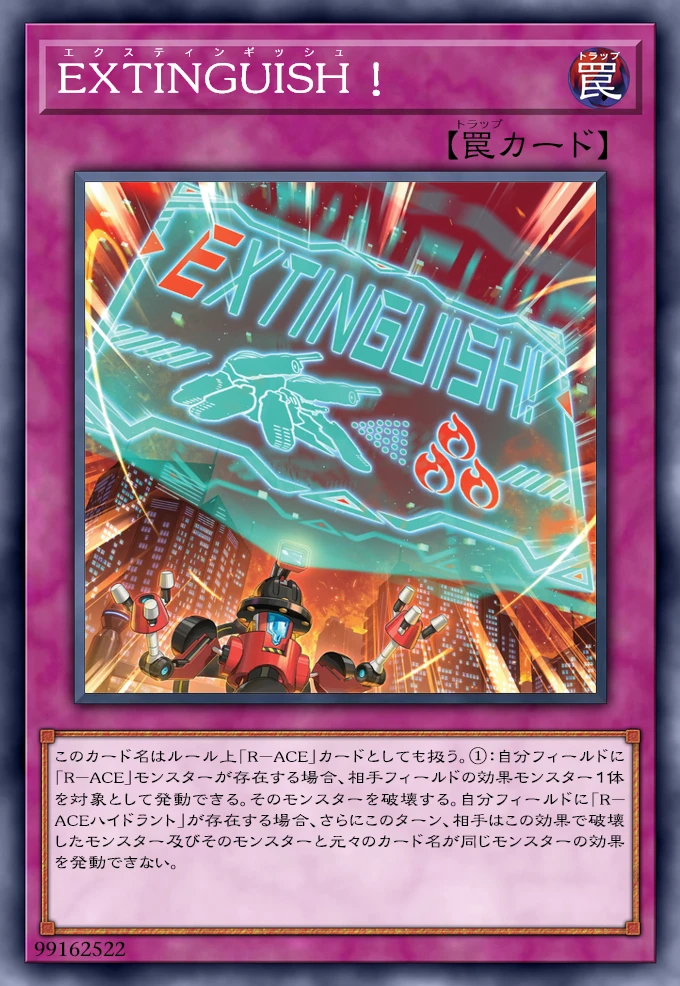 エクスティンギッシュ
EXTINGUISH！
トラップ
罠
トラップ
【罠カード】
EXTINGUISH!
このカード名はルール上「R－ACE」カードとしても扱う。①：自分フィールドに
「R－ACE」モンスターが存在する場合、相手フィールドの効果モンスター１体
を対象として発動できる。そのモンスターを破壊する。自分フィールドに「R－
ACEハイドラント」が存在する場合、さらにこのターン、相手はこの効果で破壊
したモンスター及びそのモンスターと元々のカード名が同じモンスターの効果
を発動できない。
99162522